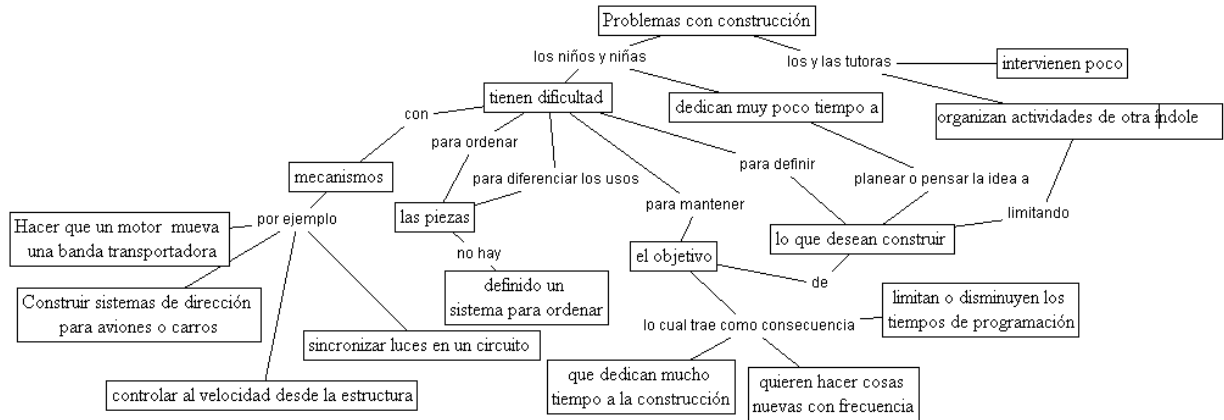 Problemas con construcción
los niños y niñas
los y las tutoras
intervienen poco
tienen dificultad
dedican muy poco tiempo a
organizan actividades de otra índole
con
para ordenar
para definir
mecanismos
para diferenciar los usos
planear o pensar la idea a
para mantener
limitando
por ejemplo
las piezas
Hacer que un motor mueva
una banda transportadora
lo que desean construir
no hay
el objetivo
de
definido un
sistema para ordenar
Construir sistemas de dirección
para aviones o carros
limitan o disminuyen los
tiempos de programación
lo cual trae como consecuencia
sincronizar luces en un circuito
que dedican mucho
tiempo a la construcción
quieren hacer cosas
nuevas con frecuencia
controlar al velocidad desde la estructura